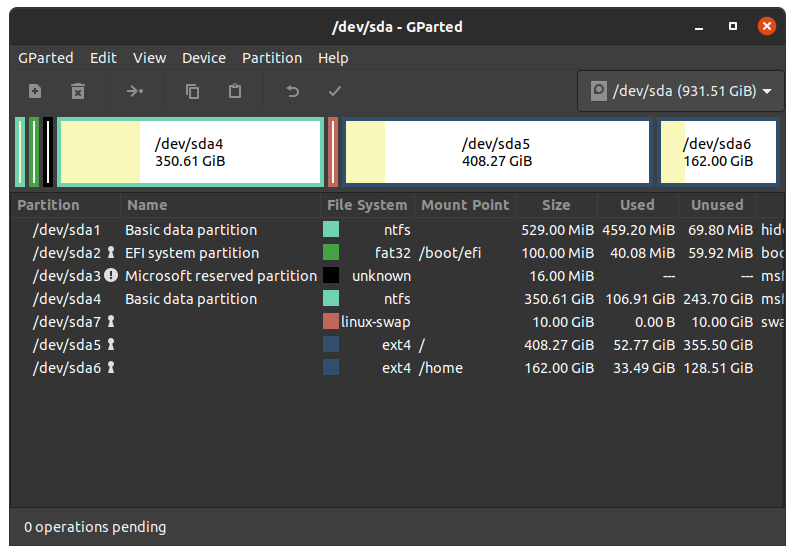 /dev/sda - GParted
GParted Edit View Device Partition Help
/dev/sda (931.51 GiB)
/dev/sda4
350.61 GiB
/dev/sda5
408.27 GiB
/dev/sda6
162.00 GiB
Partition Name File System Mount Point Size Used Unused
/dev/sda1 Basic data partition ntfs 529.00 MiB 459.20 MiB 69.80 MiB hid
/dev/sda2 EFI system partition fat32 /boot/efi 100.00 MiB 40.08 MiB 59.92 MiB boo
/dev/sda3 Microsoft reserved partition unknown 16.00 MiB --- --- msf
/dev/sda4 Basic data partition ntfs 350.61 GiB 106.91 GiB 243.70 GiB msf
/dev/sda7 linux-swap 10.00 GiB 0.00 B 10.00 GiB swa
/dev/sda5 ext4 / 408.27 GiB 52.77 GiB 355.50 GiB
/dev/sda6 ext4 /home 162.00 GiB 33.49 GiB 128.51 GiB
0 operations pending